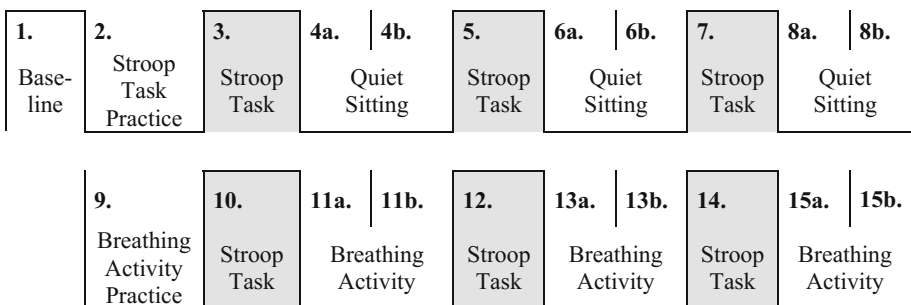 1. 2. 3. 4a. 4b. 5. 6a. 6b. 7. 8a. 8b.
Base-
line
Stroop
Task
Practice
Stroop
Task
Quiet
Sitting
Stroop
Task
Quiet
Sitting
Stroop
Task
Quiet
Sitting
9. 10. 11a. 11b. 12. 13a. 13b. 14. 15a. 15b.
Breathing
Activity
Practice
Stroop
Task
Breathing
Activity
Stroop
Task
Breathing
Activity
Stroop
Task
Breathing
Activity